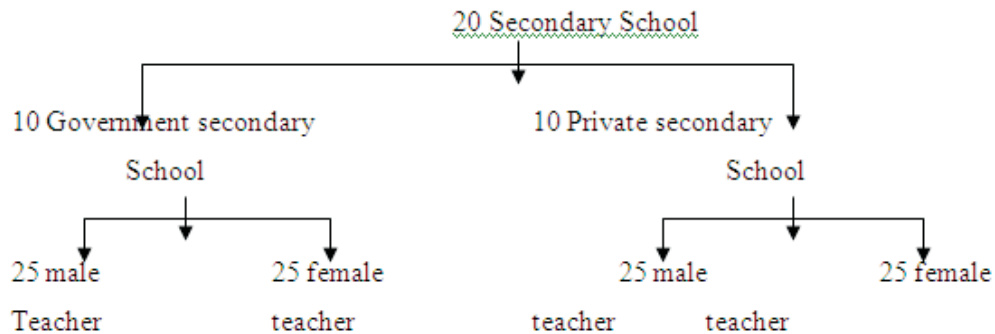 20 Secondary School
10 Government secondary 10 Private secondary
School School
25 male 25 female 25 male 25 female
Teacher teacher teacher teacher